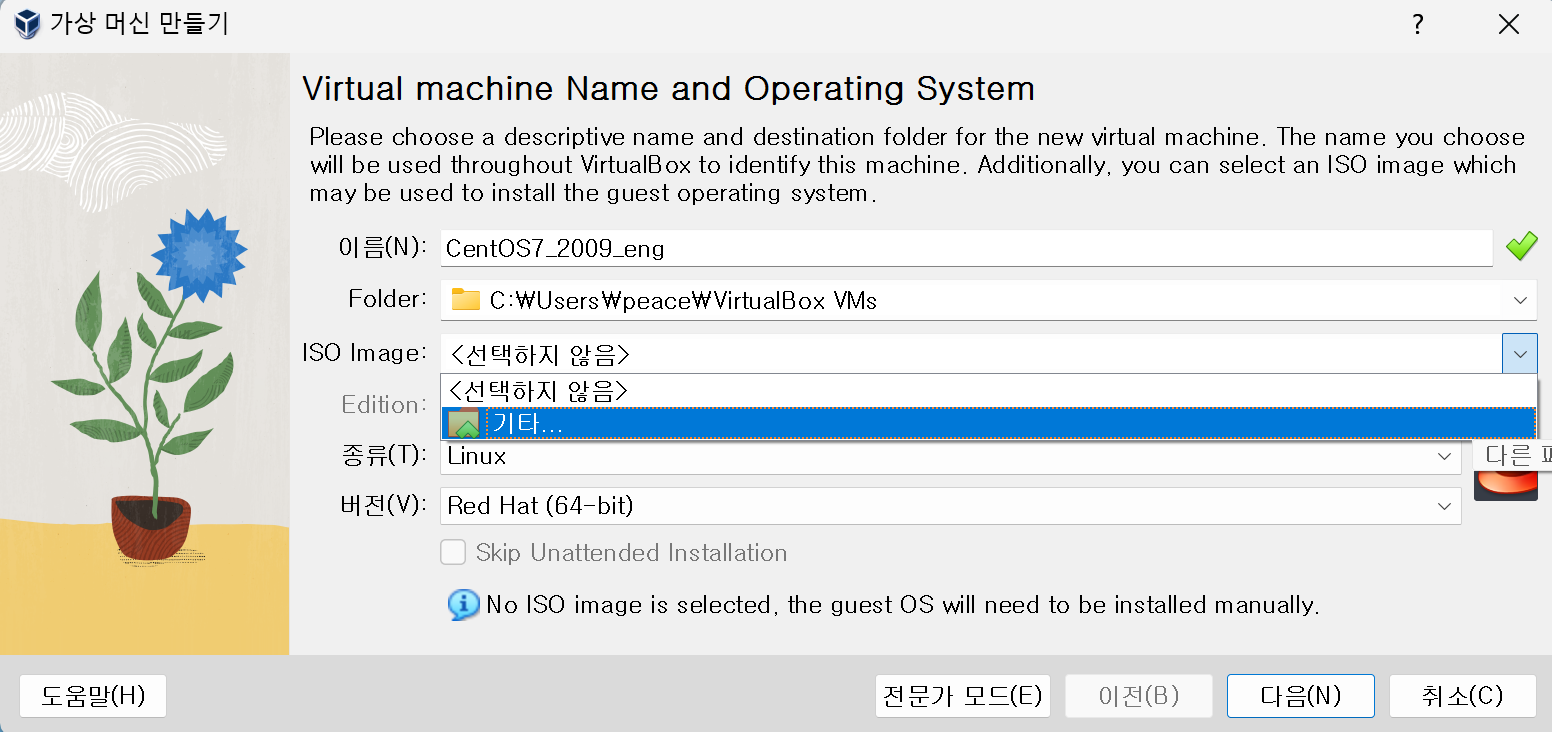 가상 머신 만들기
?
Virtual machine Name and Operating System
Please choose a descriptive name and destination folder for the new virtual machine. The name you choose
will be used throughout VirtualBox to identify this machine. Additionally, you can select an ISO image which
may be used to install the guest operating system.
이름(N): CentOS7_2009_eng
Folder: C:₩Users₩peace₩VirtualBox VMs
ISO Image: <선택하지 않음>
<선택하지 않음>
Edition: 기타...
종류(T): Linux
다른
버전(V): Red Hat (64-bit)
Skip Unattended Installation
No ISO image is selected, the guest OS will need to be installed manually.
도움말(H) 전문가 모드(E) 이전(B) 다음(N) 취소(C)